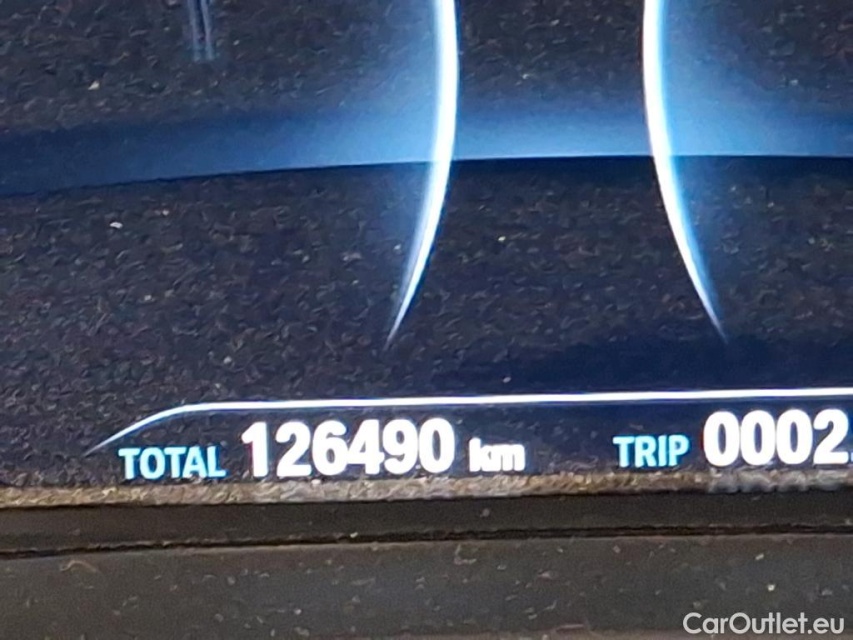 TOTAL 126490 km TRIP 0002.
CarOutlet.eu